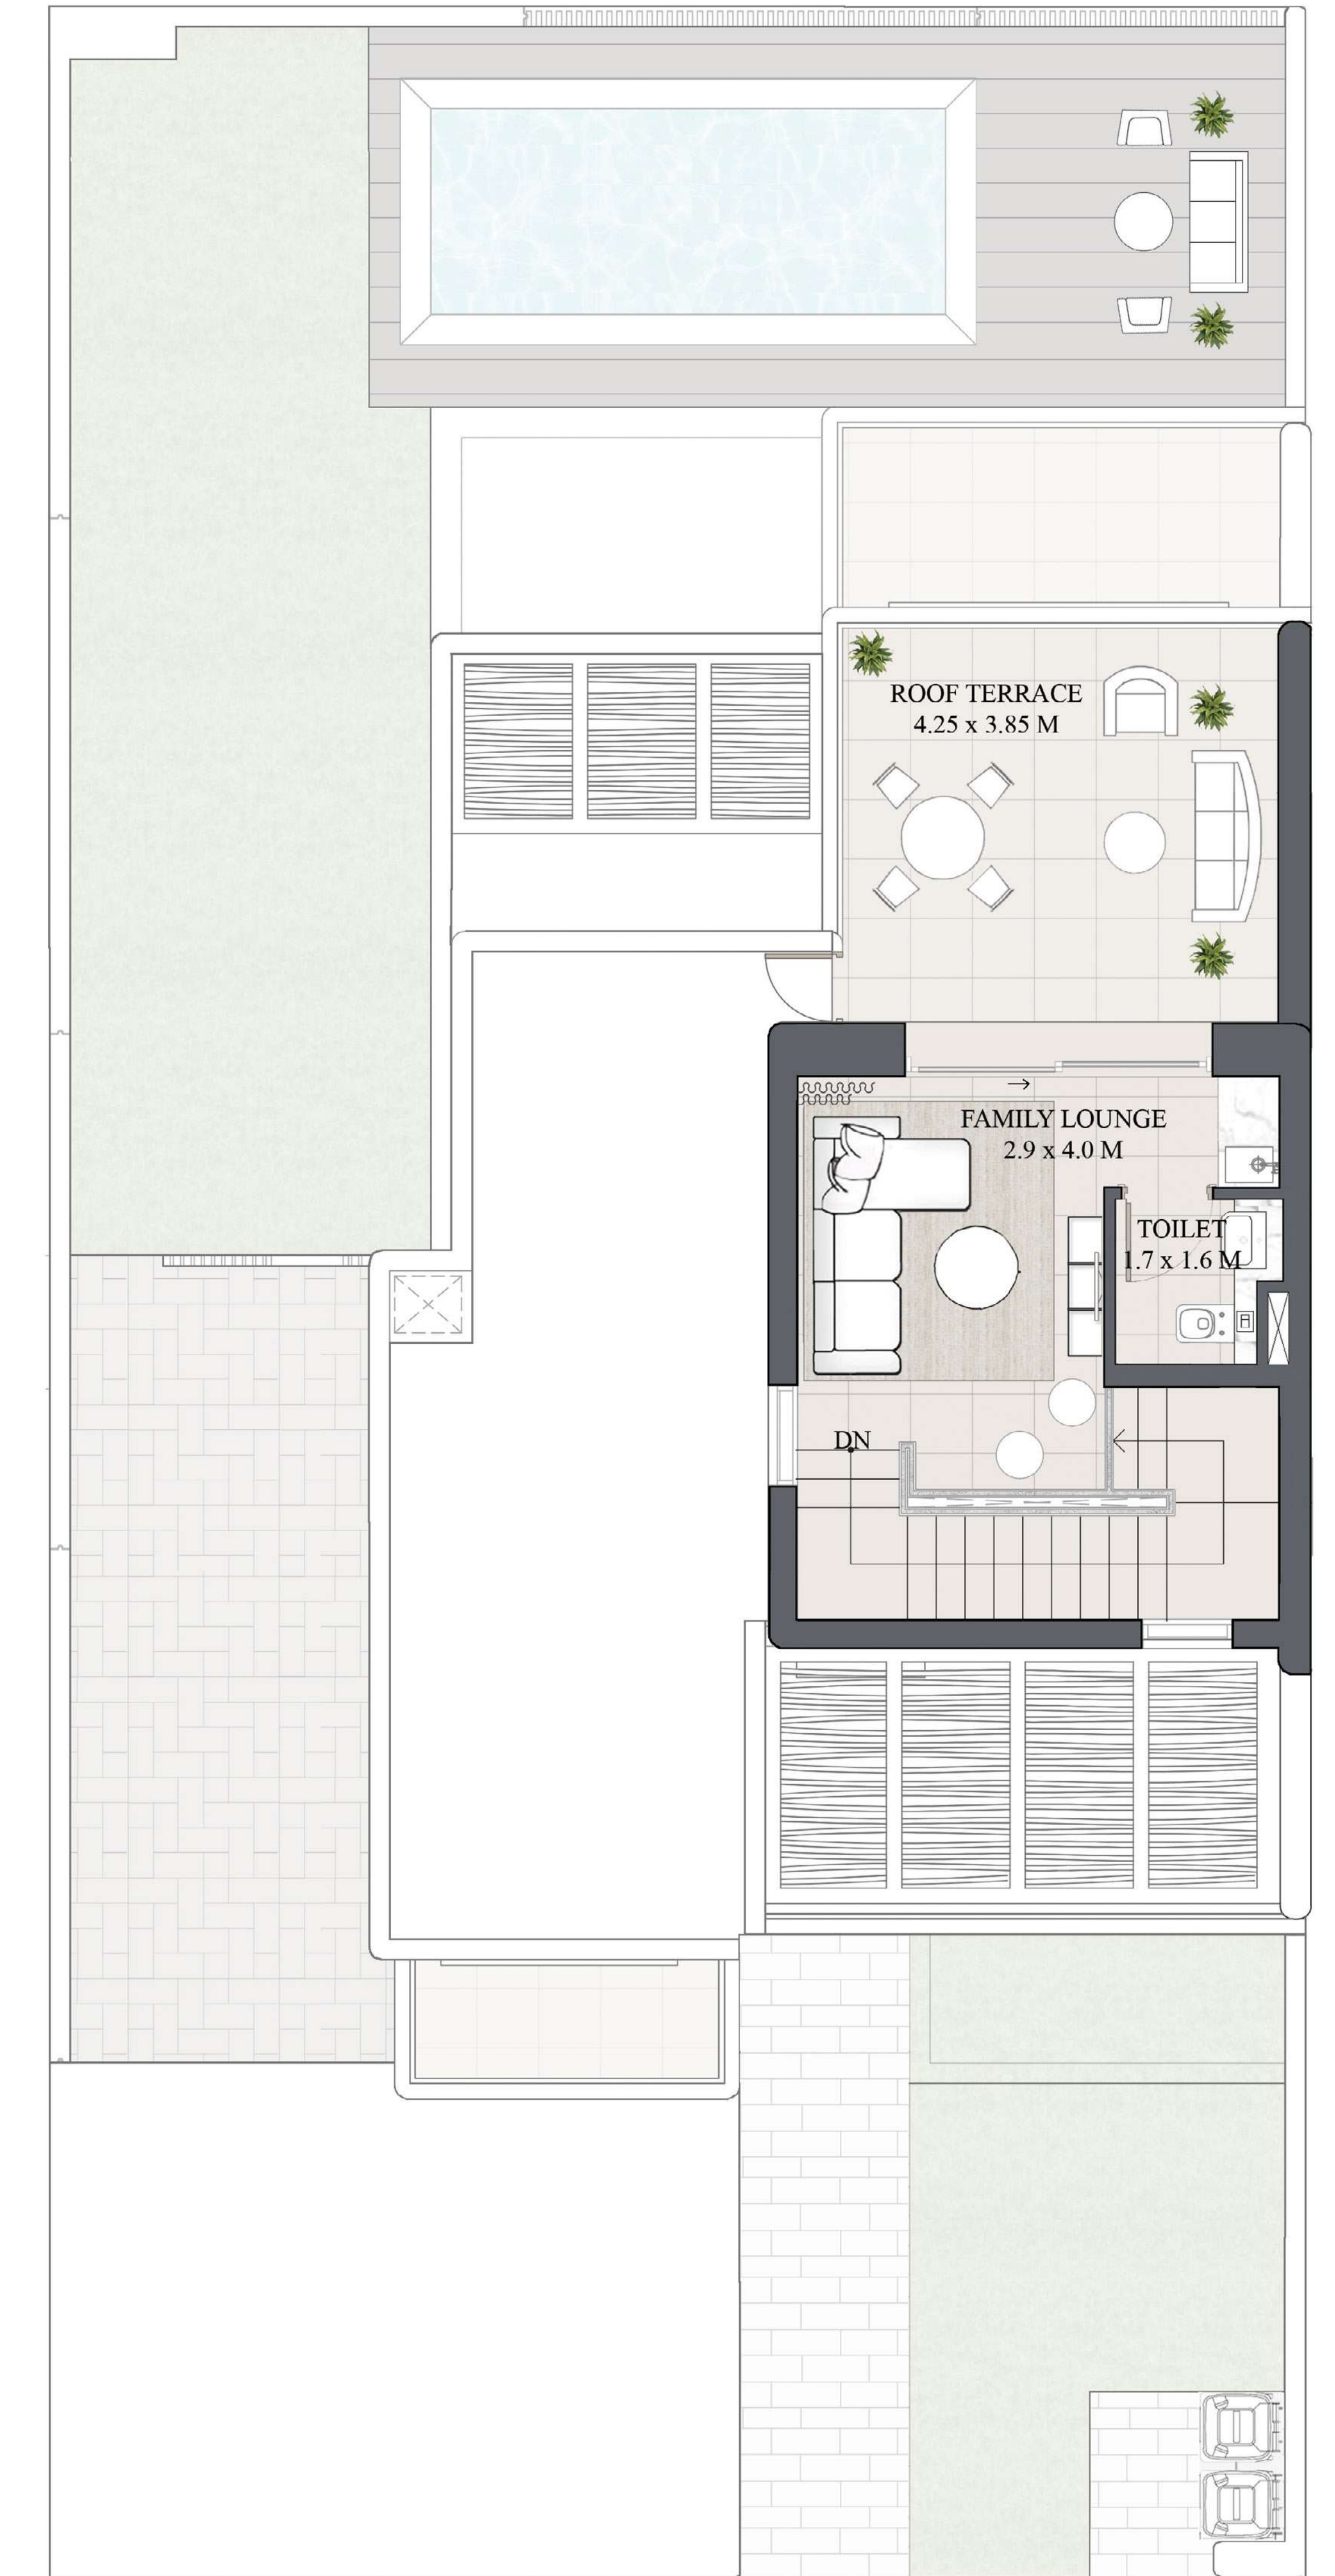 ROOF TERRACE
4.25 x 3.85 M
FAMILY LOUNGE
2.9 x 4.0 M
TOILET
1.7 x 1.6 M
DN